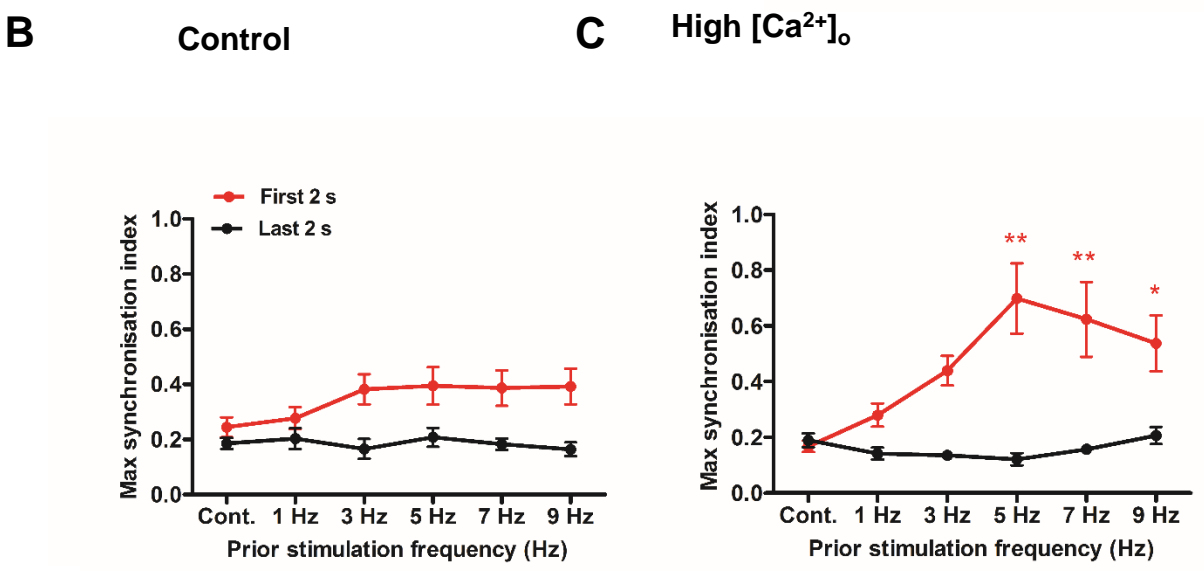 B
Control
First 2 s
Last 2 s
Max synchronisation index
1.0
0.8
0.6
0.4
0.2
0.0
Cont. 1 Hz 3 Hz 5 Hz 7 Hz 9 Hz
Prior stimulation frequency (Hz)
C
High [Ca²⁺]ₒ
Max synchronisation index
1.0
0.8
0.6
0.4
0.2
0.0
** ** *
Cont. 1 Hz 3 Hz 5 Hz 7 Hz 9 Hz
Prior stimulation frequency (Hz)